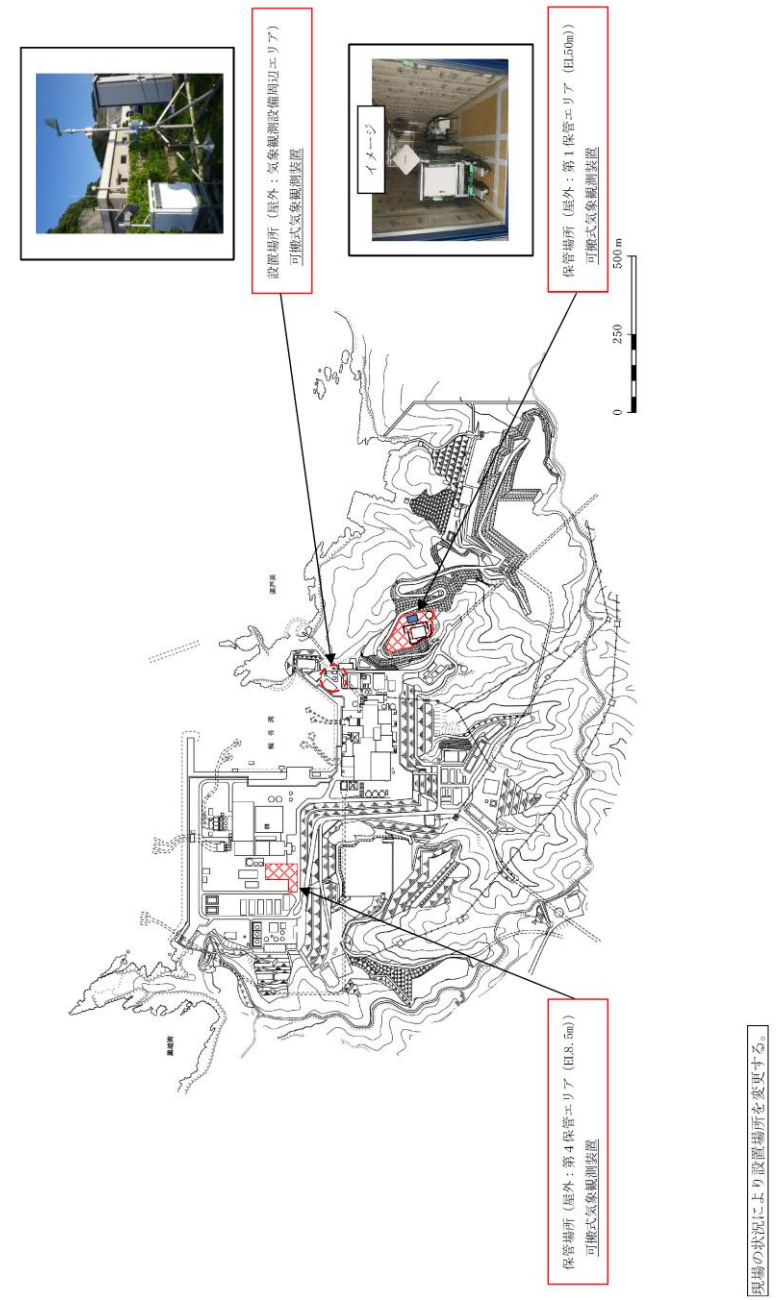 設置場所（屋外：気象観測設備周辺エリア）
可搬式気象観測装置
イメージ
保管場所（屋外：第1保管エリア（EL50m））
可搬式気象観測装置
0 250 500m
輪谷湾
保管場所（屋外：第4保管エリア（EL8.5m））
可搬式気象観測装置
現場の状況により設置場所を変更する。